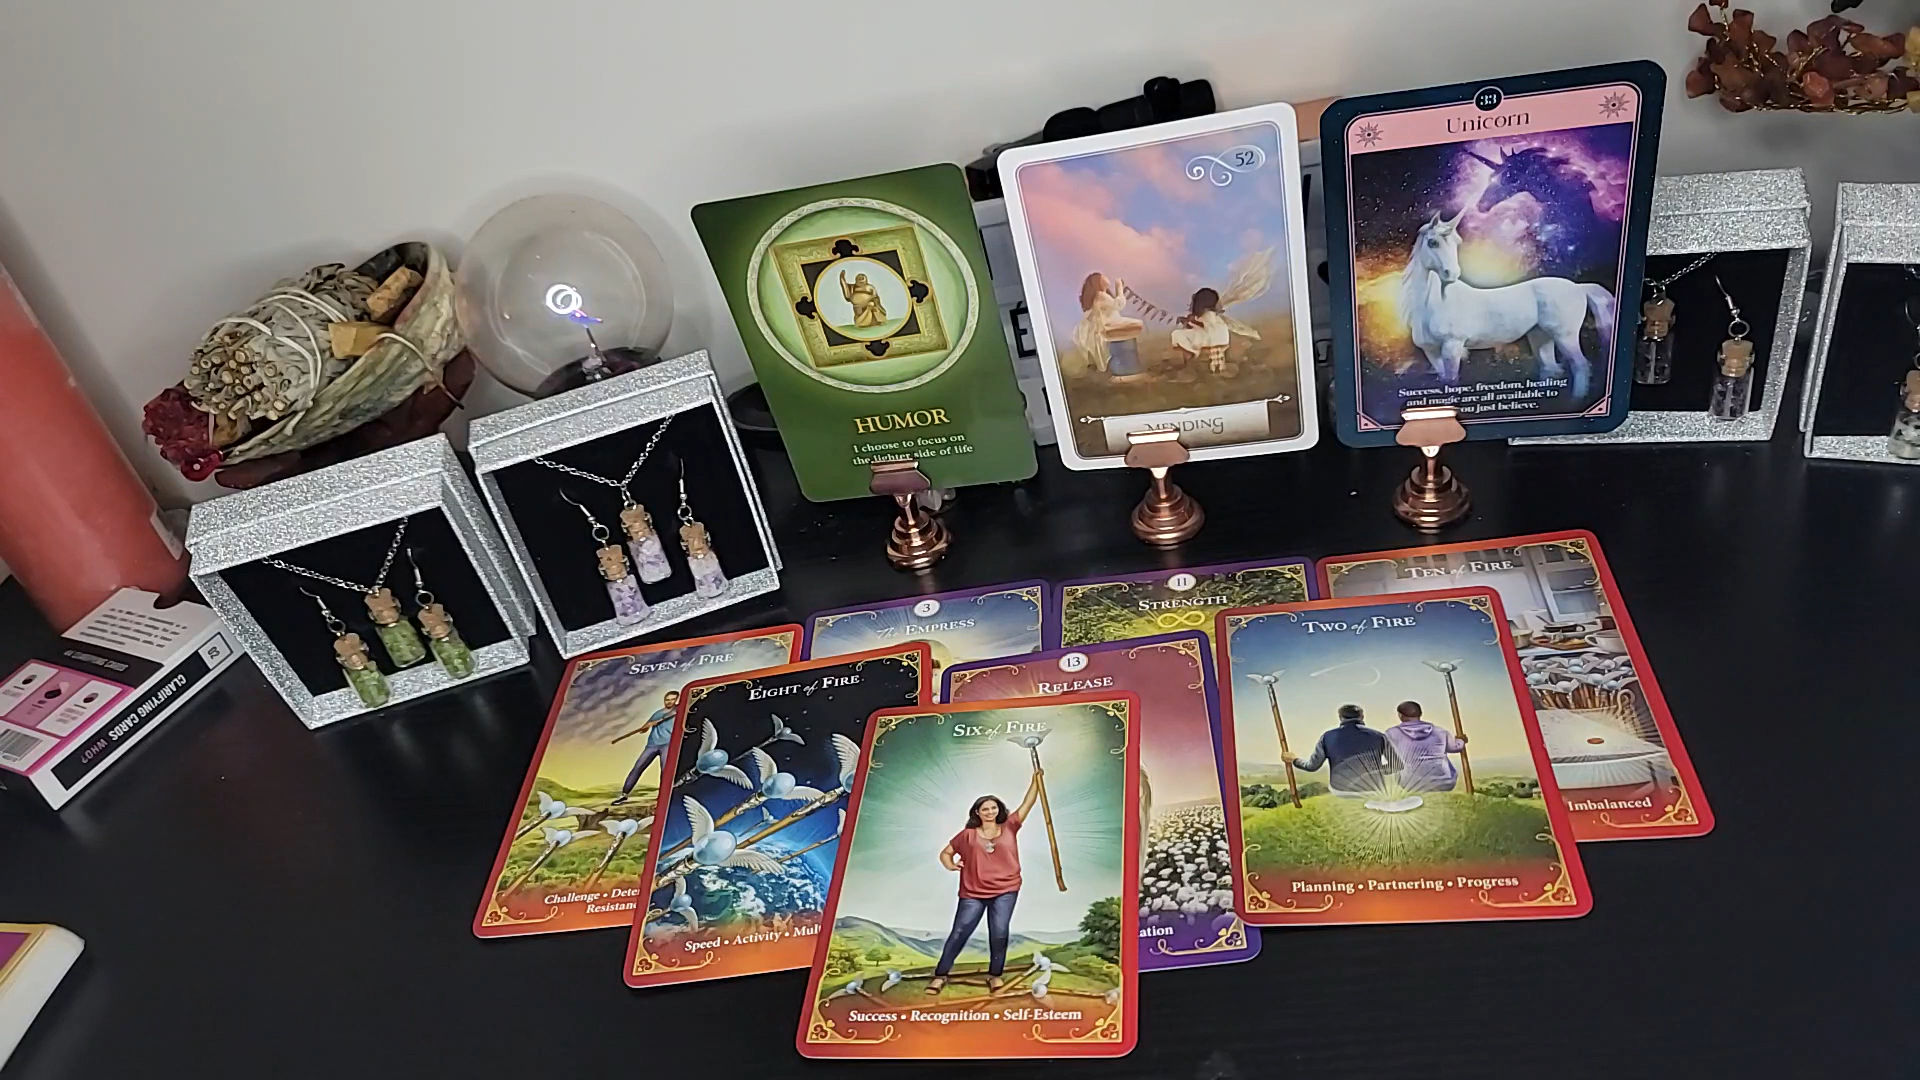 HUMOR
I choose to focus on
the lighter side of life
52
MENDING
33
Unicorn
Success, hope, freedom, healing
and magic are all available to
you just believe.
3
The EMPRESS
11
STRENGTH
TEN of FIRE
Imbalanced
SEVEN of FIRE
Challenge •
Resistanc
EIGHT of FIRE
Speed • Activity •
13
RELEASE
TWO of FIRE
Planning • Partnering • Progress
SIX of FIRE
Success • Recognition • Self-Esteem
CLARIFYING CARDS WHO?